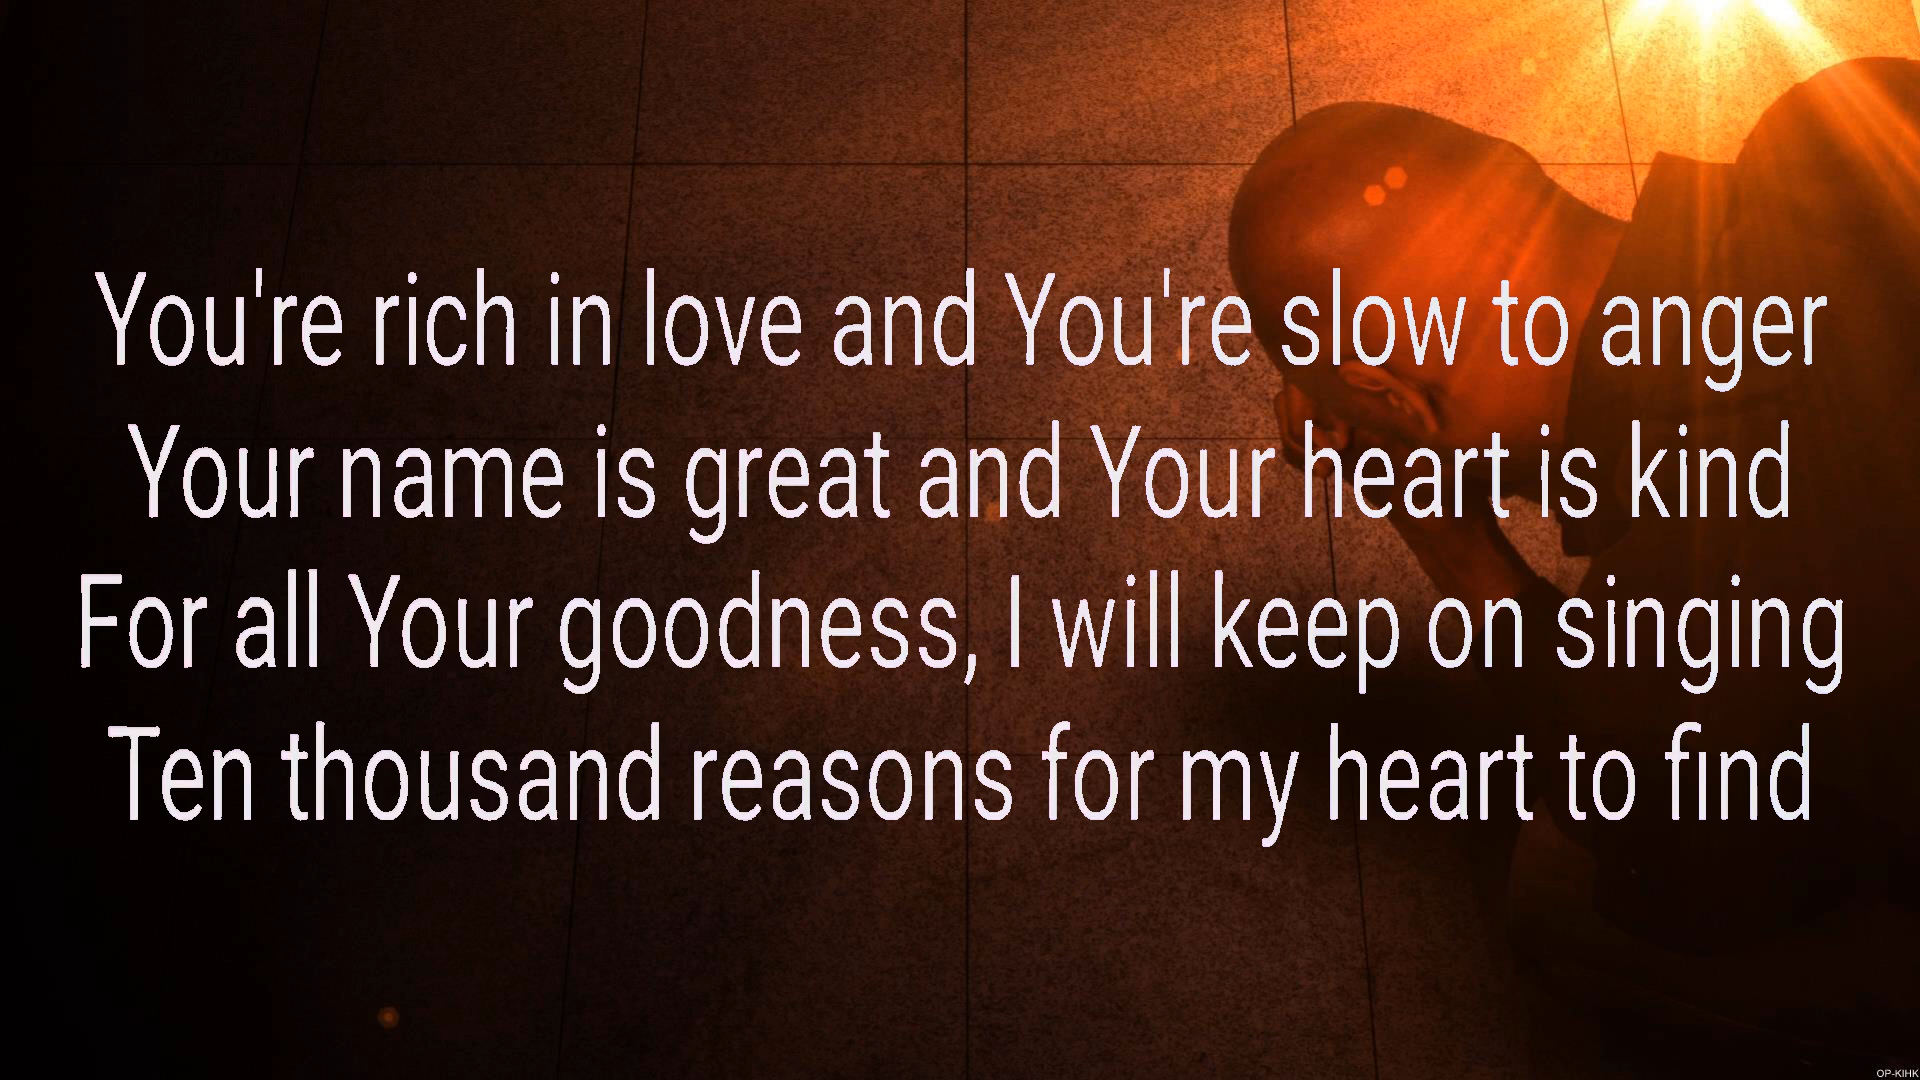 You're rich in love and You're slow to anger
Your name is great and Your heart is kind
For all Your goodness, I will keep on singing
Ten thousand reasons for my heart to find
OP-KIHK